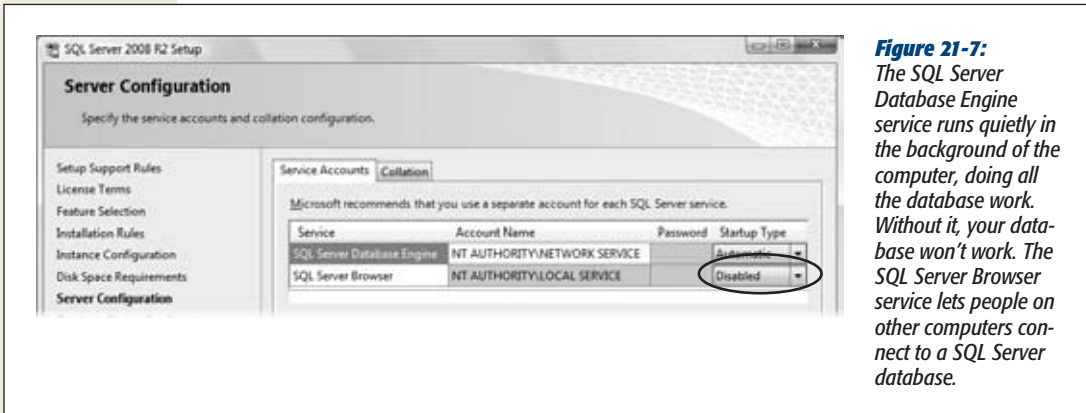 SQL Server 2008 R2 Setup
Server Configuration
Specify the service accounts and collation configuration.
Setup Support Rules
License Terms
Feature Selection
Installation Rules
Instance Configuration
Disk Space Requirements
Server Configuration
Service Accounts Collation
Microsoft recommends that you use a separate account for each SQL Server service.
Service Account Name Password Startup Type
SQL Server Database Engine NT AUTHORITY\NETWORK SERVICE Automatic
SQL Server Browser NT AUTHORITY\LOCAL SERVICE Disabled
Figure 21-7:
The SQL Server
Database Engine
service runs quietly in
the background of the
computer, doing all
the database work.
Without it, your data-
base won't work. The
SQL Server Browser
service lets people on
other computers con-
nect to a SQL Server
database.